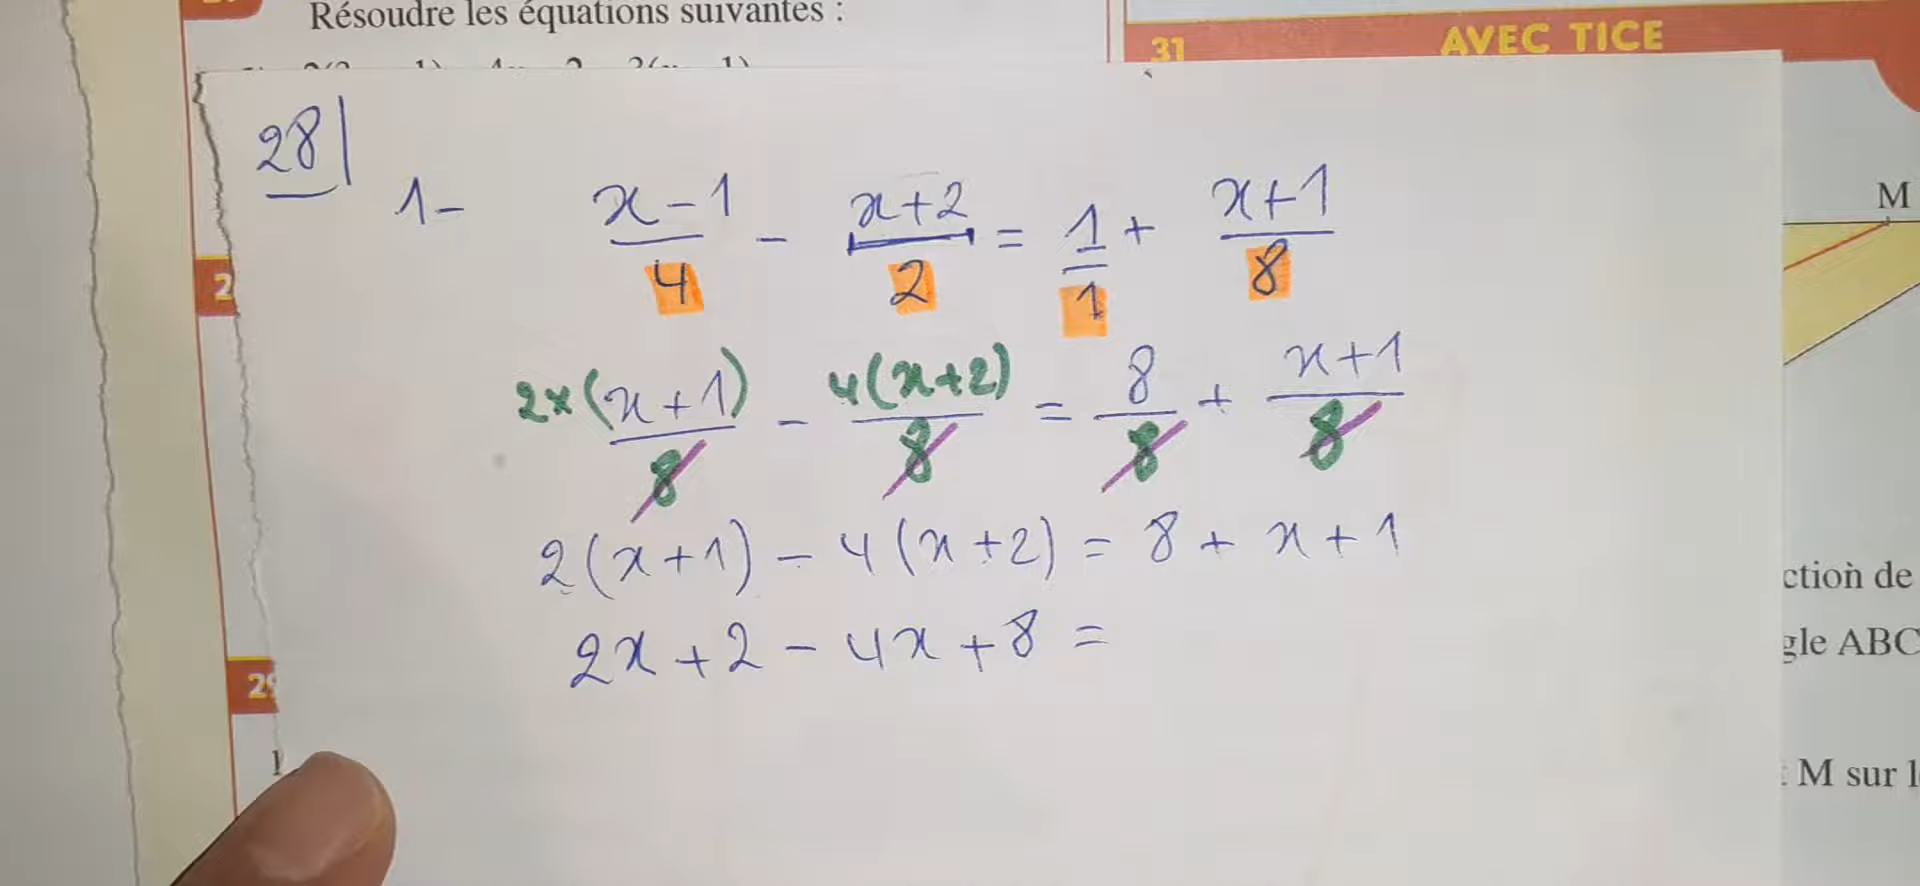 Résoudre les équations suivantes :
31
AVEC TICE
28
1- x-1/4 - x+2/2 = 1/1 + x+1/8
2×(x+1)/8 - 4(x+2)/8 = 8/8 + x+1/8
2(x+1) - 4(x+2) = 8 + x+1
2x+2-4x+8=
M
2
29
1
ction de
gle ABC
M sur l